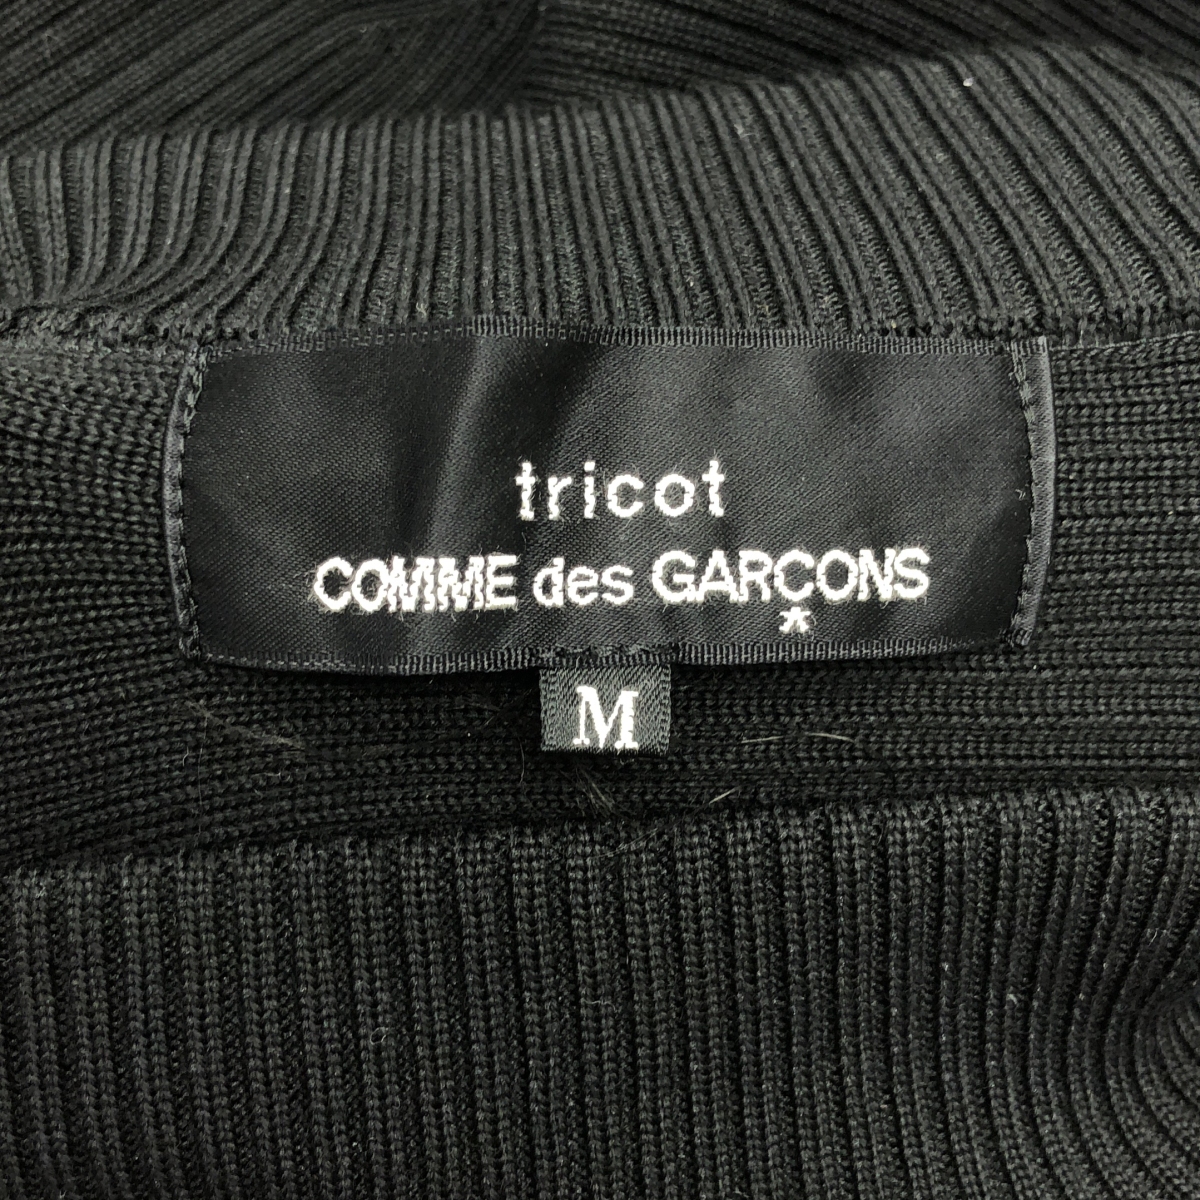 tricot
COMME des GARÇONS
*
M